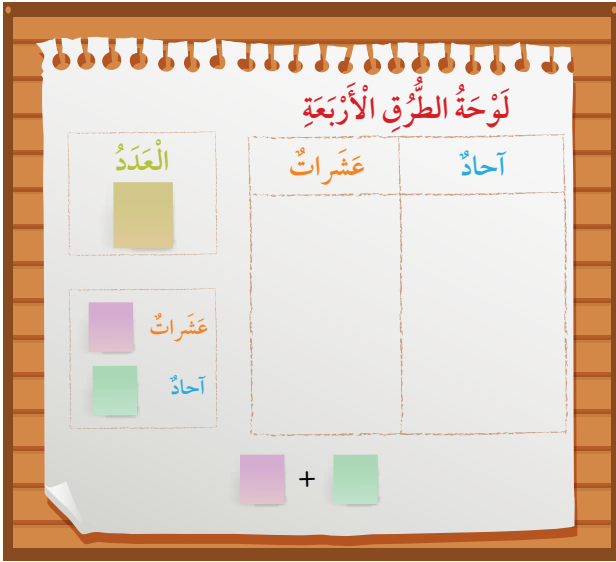 لَوْحَةُ الطُّرُقِ الْأَرْبَعَةِ
آحادٌ
عَشَراتٌ
الْعَدَدُ
عَشَراتٌ
آحادٌ
+